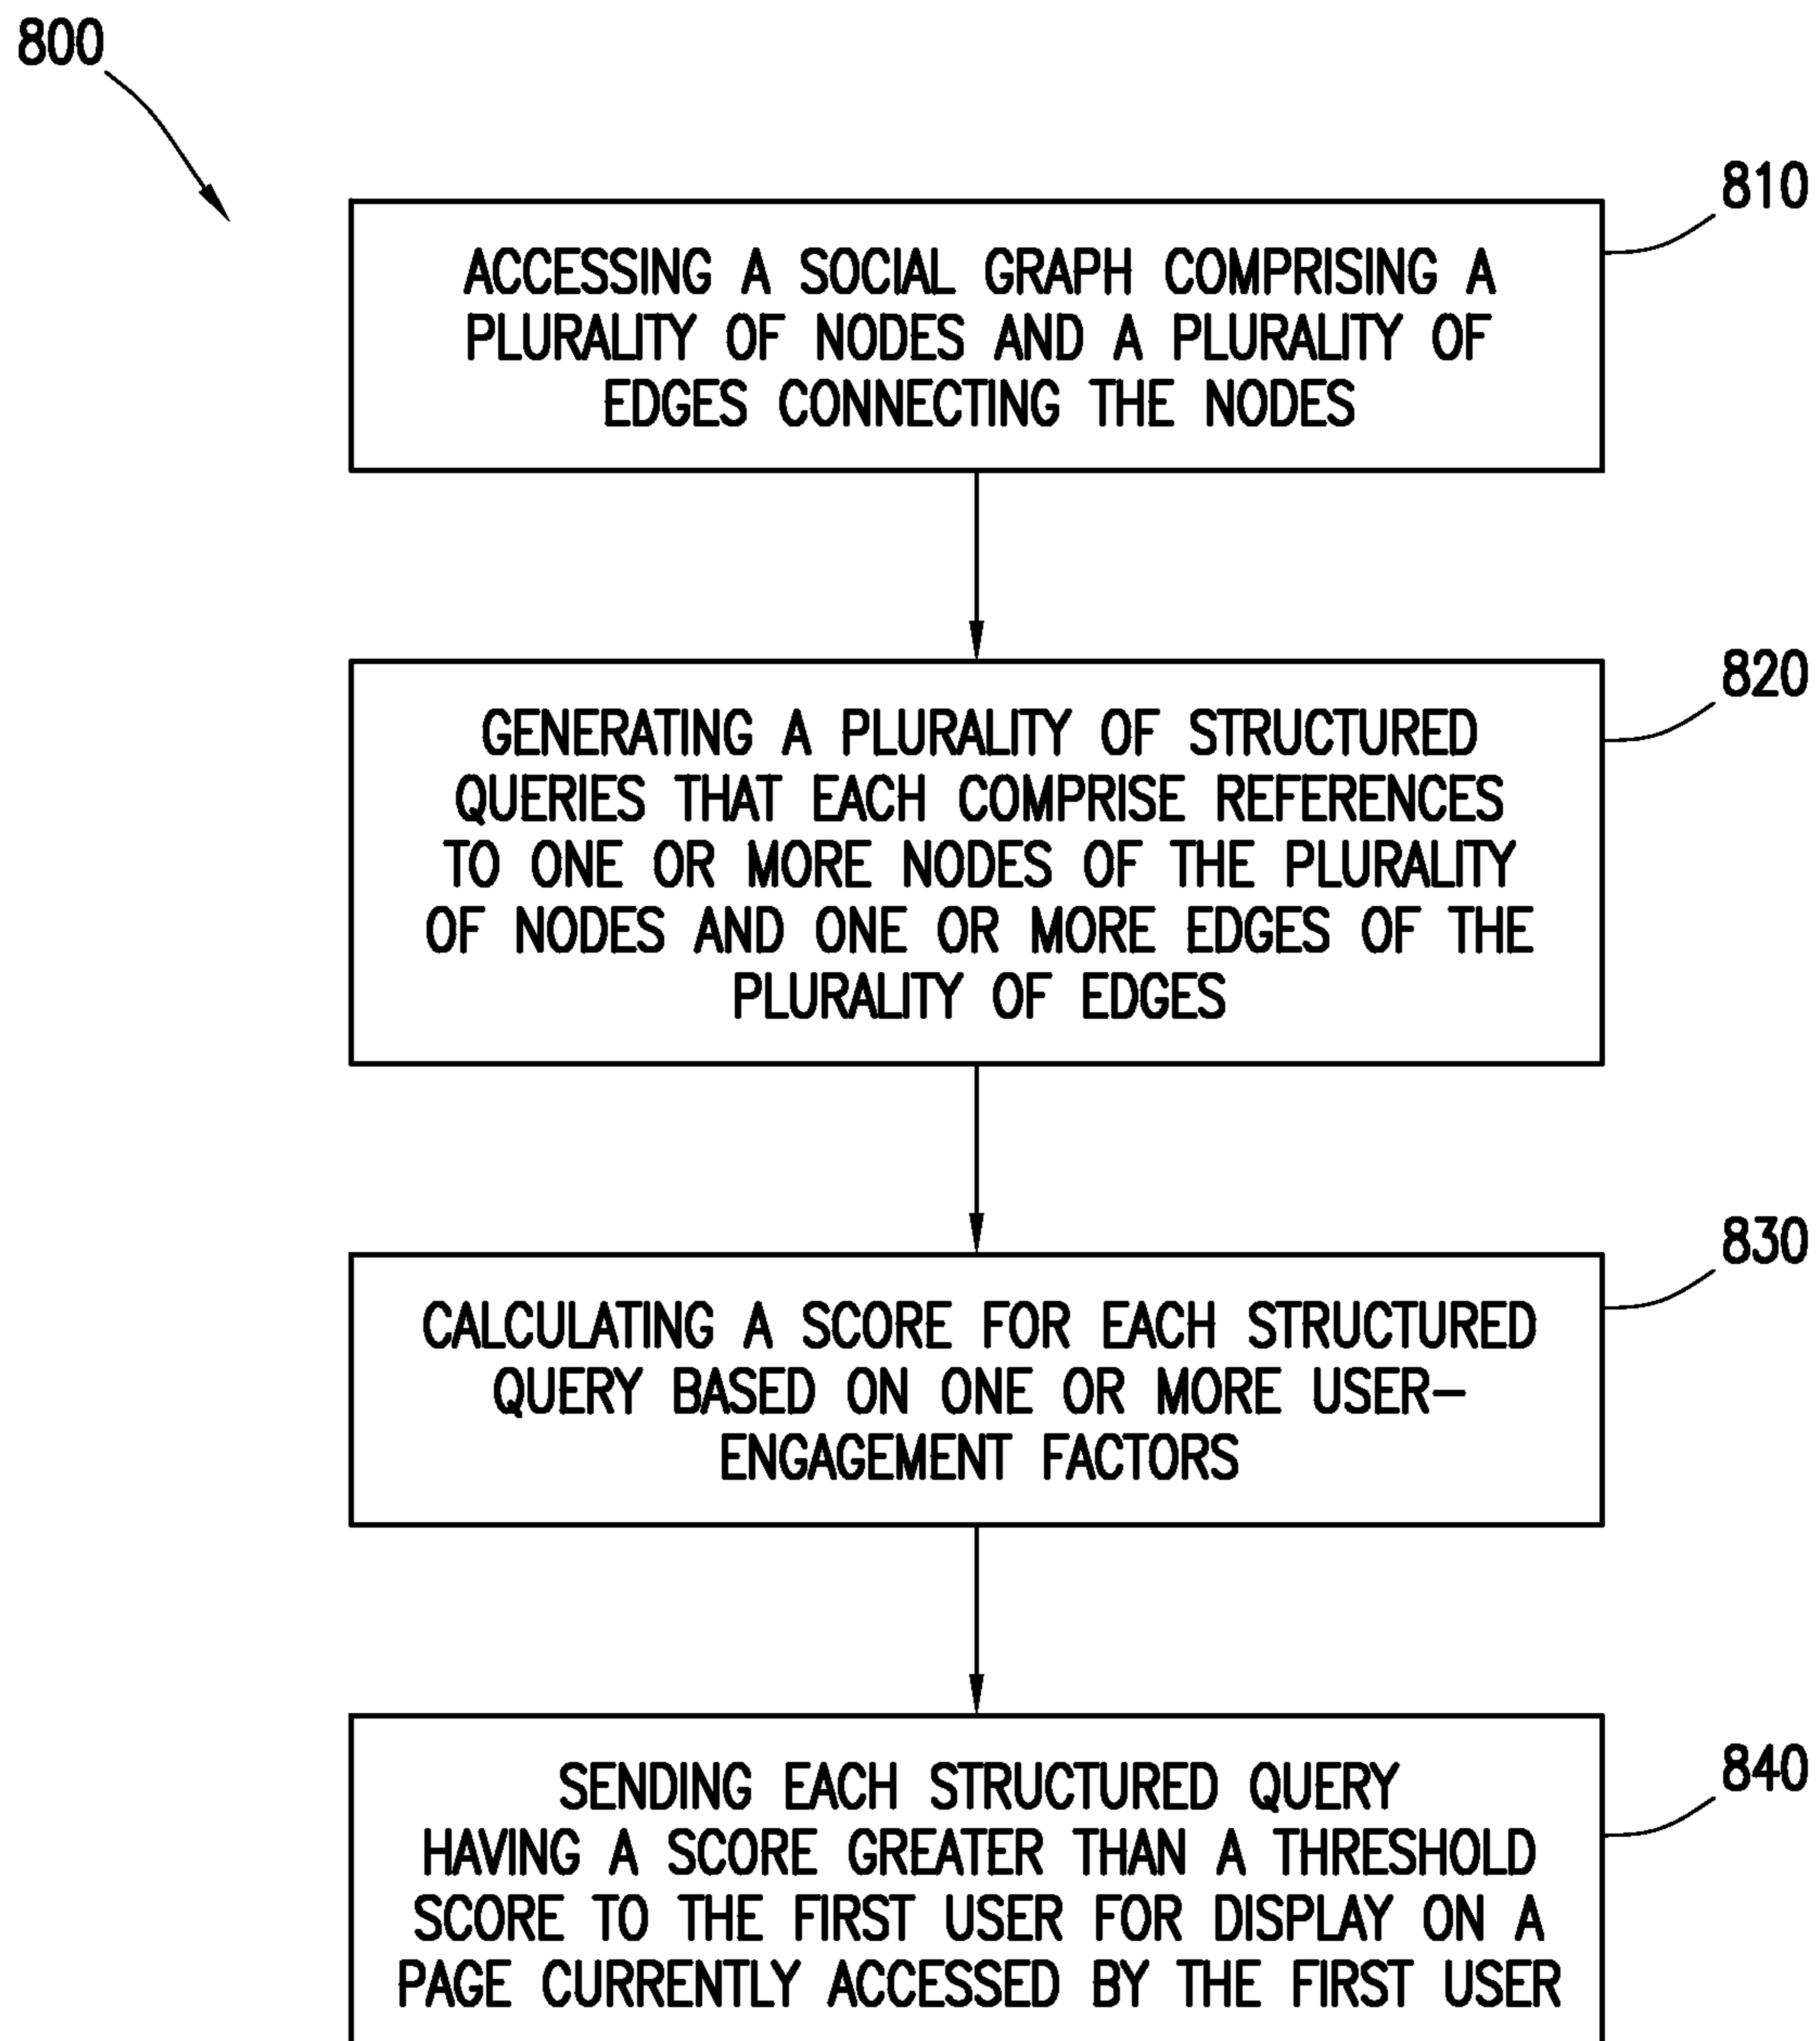 800
810
ACCESSING A SOCIAL GRAPH COMPRISING A
PLURALITY OF NODES AND A PLURALITY OF
EDGES CONNECTING THE NODES
820
GENERATING A PLURALITY OF STRUCTURED
QUERIES THAT EACH COMPRISE REFERENCES
TO ONE OR MORE NODES OF THE PLURALITY
OF NODES AND ONE OR MORE EDGES OF THE
PLURALITY OF EDGES
830
CALCULATING A SCORE FOR EACH STRUCTURED
QUERY BASED ON ONE OR MORE USER-
ENGAGEMENT FACTORS
840
SENDING EACH STRUCTURED QUERY
HAVING A SCORE GREATER THAN A THRESHOLD
SCORE TO THE FIRST USER FOR DISPLAY ON A
PAGE CURRENTLY ACCESSED BY THE FIRST USER